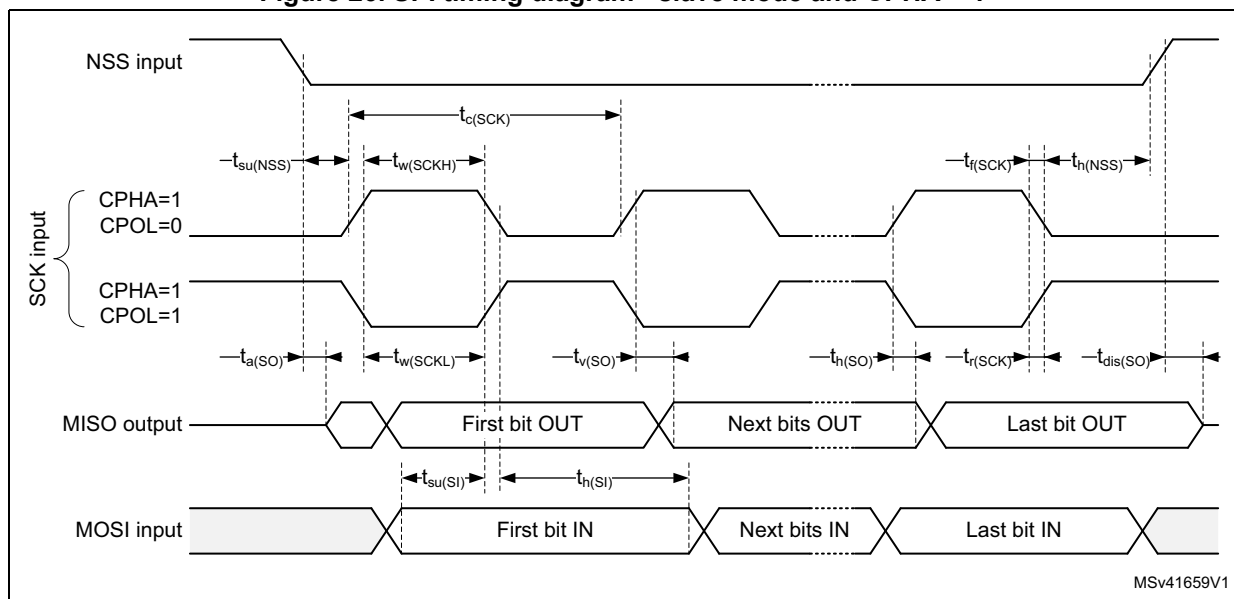 NSS input
tc(SCK)
tsu(NSS)
tw(SCKH)
tf(SCK)
th(NSS)
SCK input
CPHA=1
CPOL=0
CPHA=1
CPOL=1
ta(SO)
tw(SCKL)
tv(SO)
th(SO)
tr(SCK)
tdis(SO)
MISO output
First bit OUT
Next bits OUT
Last bit OUT
tsu(SI)
th(SI)
MOSI input
First bit IN
Next bits IN
Last bit IN
MSv41659V1